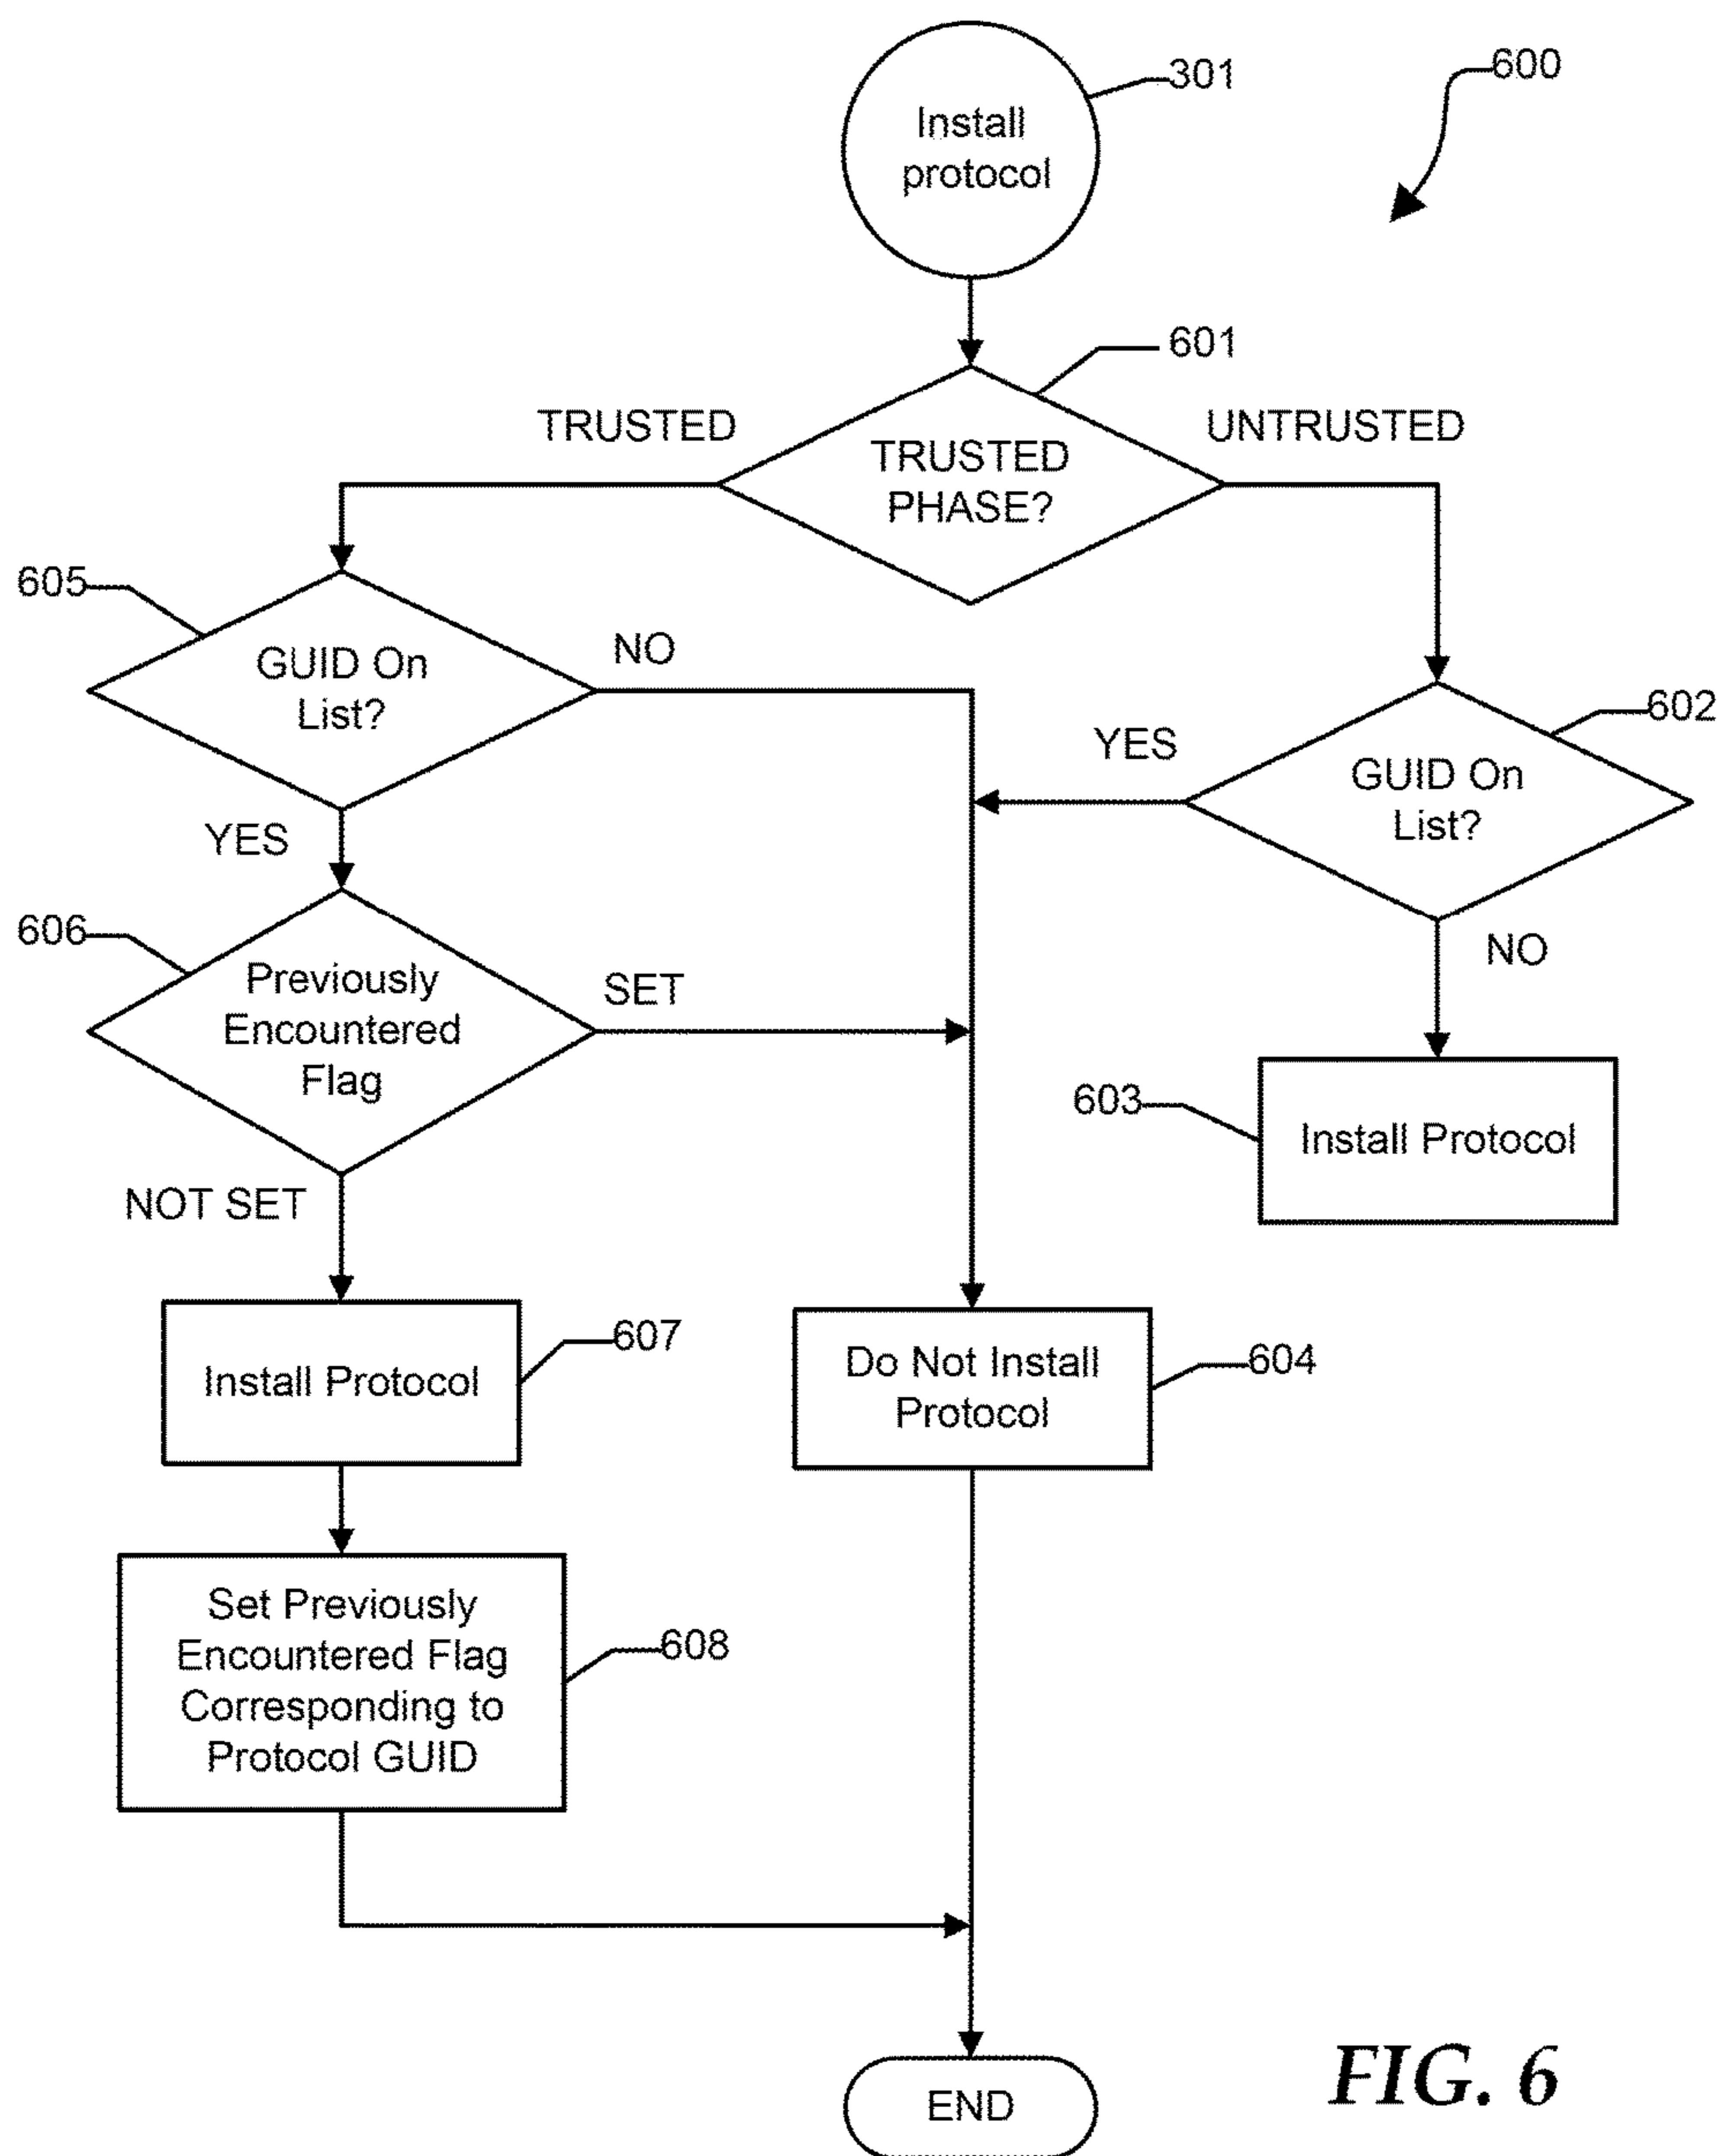 301
600
Install
protocol
601
TRUSTED
UNTRUSTED
TRUSTED
PHASE?
605
GUID On
List?
NO
602
YES
GUID On
List?
YES
606
Previously
Encountered
Flag
SET
NO
603
Install Protocol
NOT SET
607
Install Protocol
Do Not Install
Protocol
604
Set Previously
Encountered Flag
Corresponding to
Protocol GUID
608
END
FIG. 6